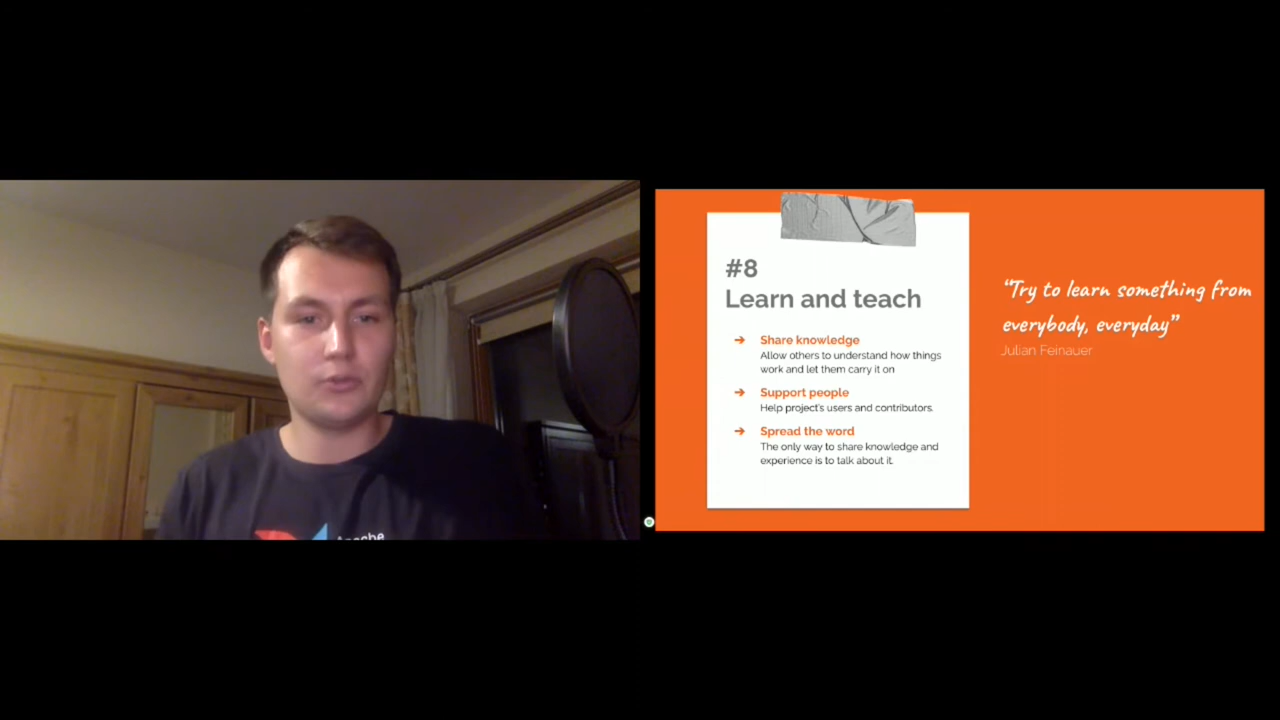 Apache
#8
Learn and teach
➔ Share knowledge
Allow others to understand how things
work and let them carry it on
➔ Support people
Help project's users and contributors.
➔ Spread the word
The only way to share knowledge and
experience is to talk about it.
“Try to learn something from
everybody, everyday”
Julian Feinauer